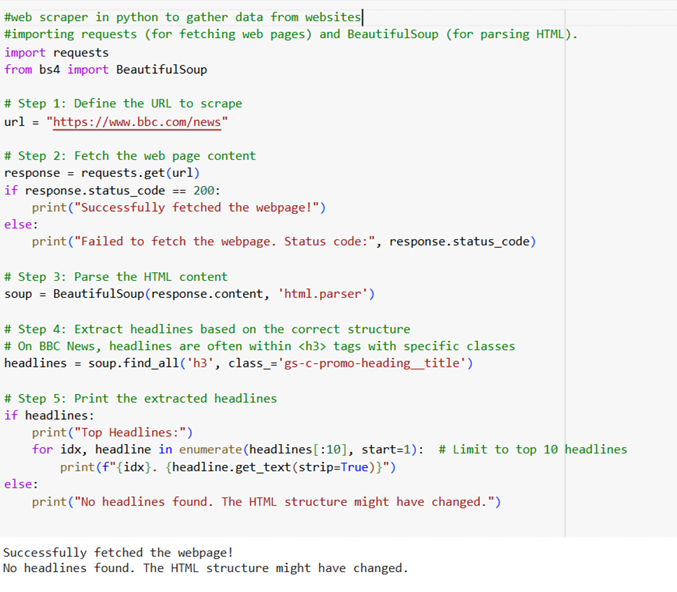 #web scraper in python to gather data from websites
#importing requests (for fetching web pages) and BeautifulSoup (for parsing HTML).
import requests
from bs4 import BeautifulSoup

# Step 1: Define the URL to scrape
url = "https://www.bbc.com/news"

# Step 2: Fetch the web page content
response = requests.get(url)
if response.status_code == 200:
    print("Successfully fetched the webpage!")
else:
    print("Failed to fetch the webpage. Status code:", response.status_code)

# Step 3: Parse the HTML content
soup = BeautifulSoup(response.content, 'html.parser')

# Step 4: Extract headlines based on the correct structure
# On BBC News, headlines are often within <h3> tags with specific classes
headlines = soup.find_all('h3', class_='gs-c-promo-heading__title')

# Step 5: Print the extracted headlines
if headlines:
    print("Top Headlines:")
    for idx, headline in enumerate(headlines[:10], start=1):  # Limit to top 10 headlines
        print(f"{idx}. {headline.get_text(strip=True)}")
else:
    print("No headlines found. The HTML structure might have changed.")

Successfully fetched the webpage!
No headlines found. The HTML structure might have changed.